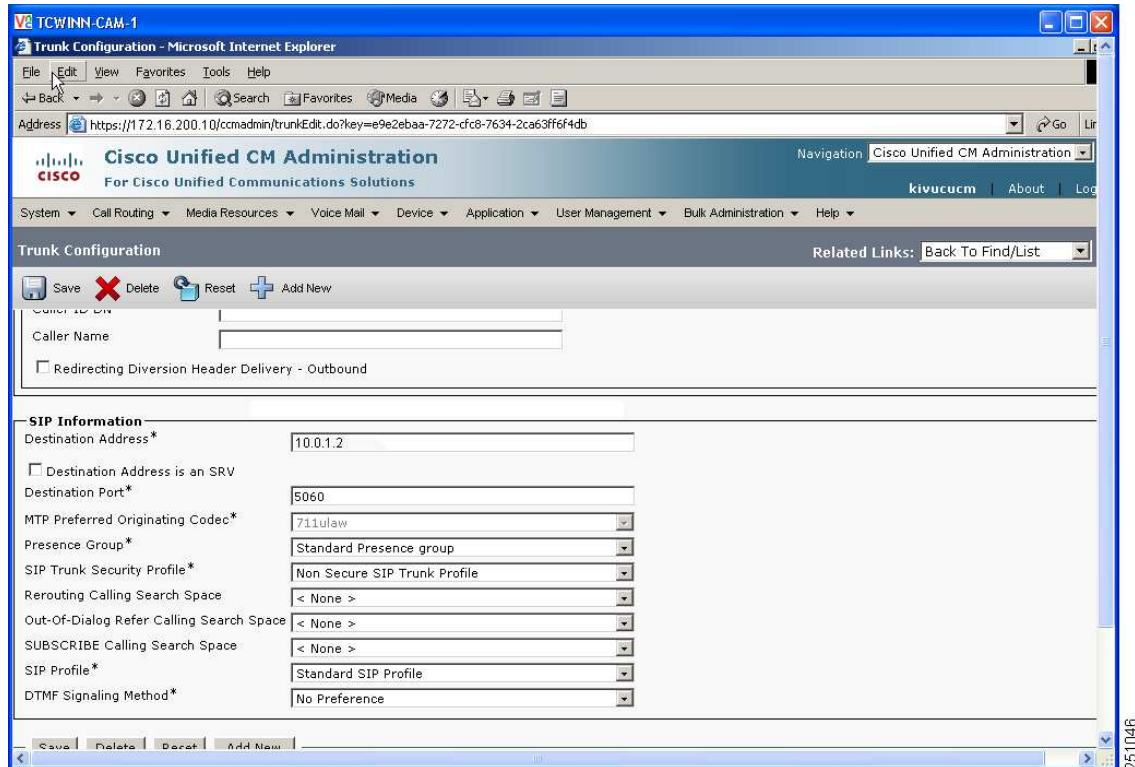 TCWINN-CAM-1
Trunk Configuration - Microsoft Internet Explorer
File Edit View Favorites Tools Help
Back Search Favorites Media
Address https://172.16.200.10/ccmadmin/trunkEdit.do?key=e9e2ebaa-7272-cfc8-7634-2ca63ff6f4db Go
cisco Cisco Unified CM Administration Navigation Cisco Unified CM Administration
For Cisco Unified Communications Solutions
kivucucm | About | Log
System Call Routing Media Resources Voice Mail Device Application User Management Bulk Administration Help
Trunk Configuration Related Links: Back To Find/List
Save Delete Reset Add New
Caller ID DN
Caller Name
Redirecting Diversion Header Delivery - Outbound
SIP Information
Destination Address* 10.0.1.2
Destination Address is an SRV
Destination Port* 5060
MTP Preferred Originating Codec* 711ulaw
Presence Group* Standard Presence group
SIP Trunk Security Profile* Non Secure SIP Trunk Profile
Rerouting Calling Search Space < None >
Out-Of-Dialog Refer Calling Search Space < None >
SUBSCRIBE Calling Search Space < None >
SIP Profile* Standard SIP Profile
DTMF Signaling Method* No Preference
Save Delete Reset Add New
251046